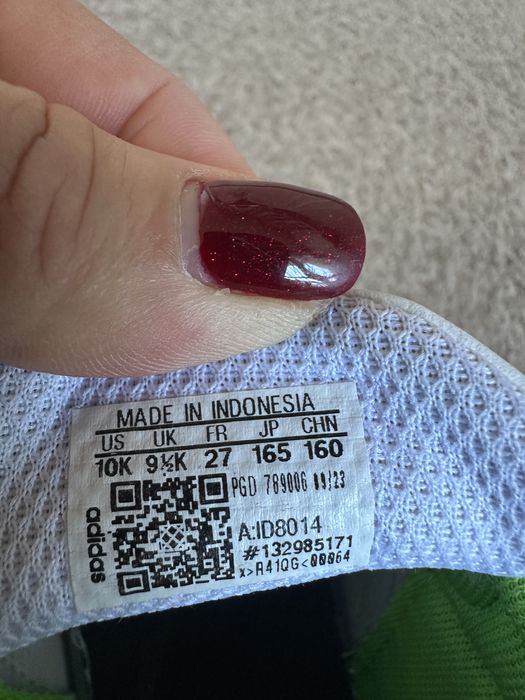 MADE IN INDONESIA
US UK FR JP CHN
10K 9½K 27 165 160
PGD 789006 09/23
A:ID8014
#132985171
x>R41QG<00064
adidas